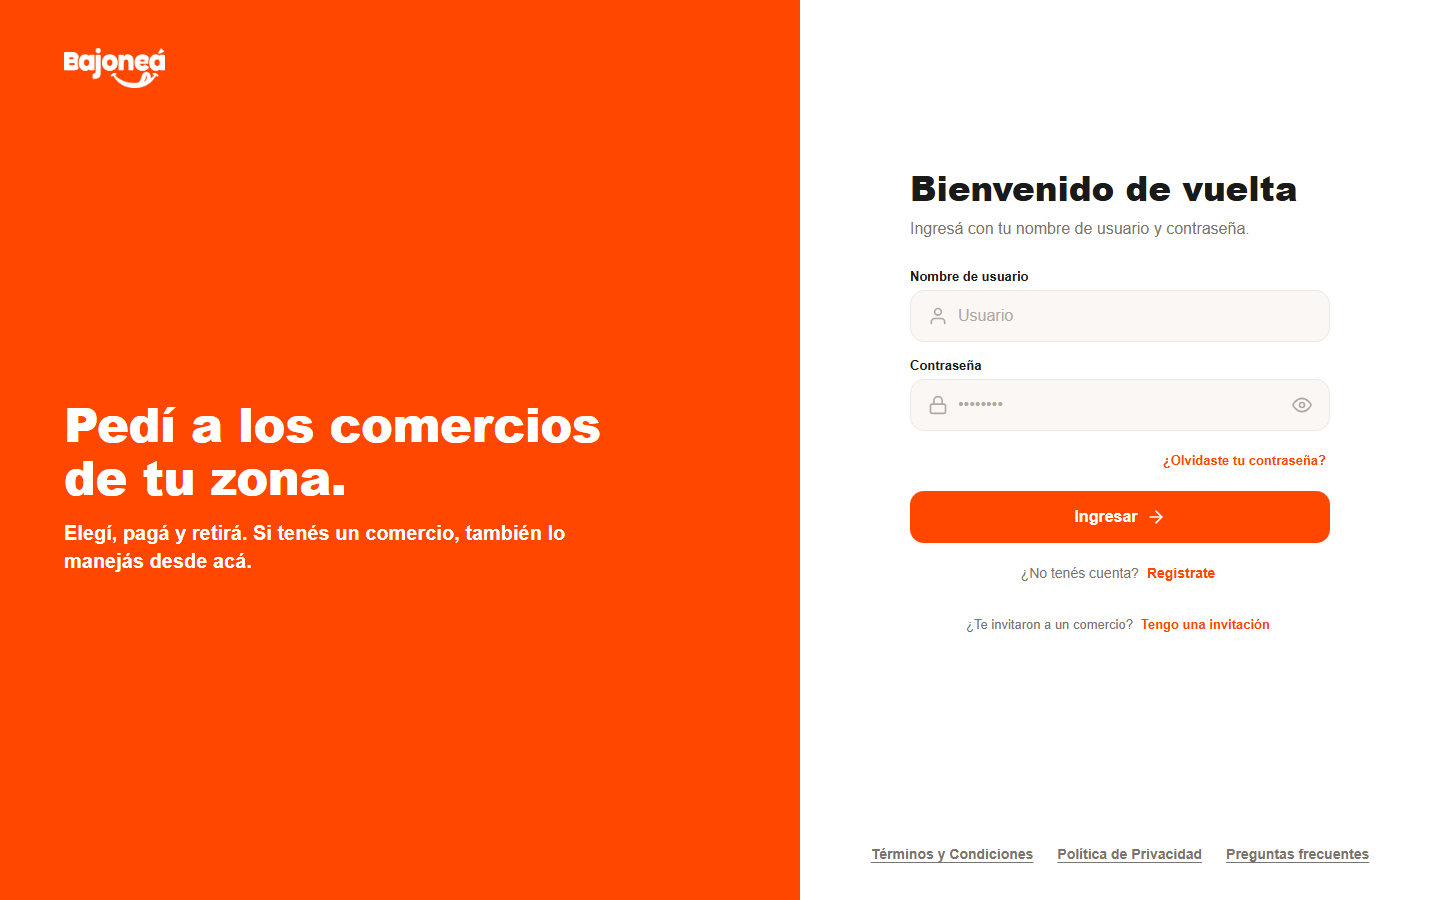 Bajoneá
Pedí a los comercios
de tu zona.
Elegí, pagá y retirá. Si tenés un comercio, también lo
manejás desde acá.
Bienvenido de vuelta
Ingresá con tu nombre de usuario y contraseña.
Nombre de usuario
Usuario
Contraseña
••••••••
¿Olvidaste tu contraseña?
Ingresar →
¿No tenés cuenta? Registrate
¿Te invitaron a un comercio? Tengo una invitación
Términos y Condiciones Política de Privacidad Preguntas frecuentes